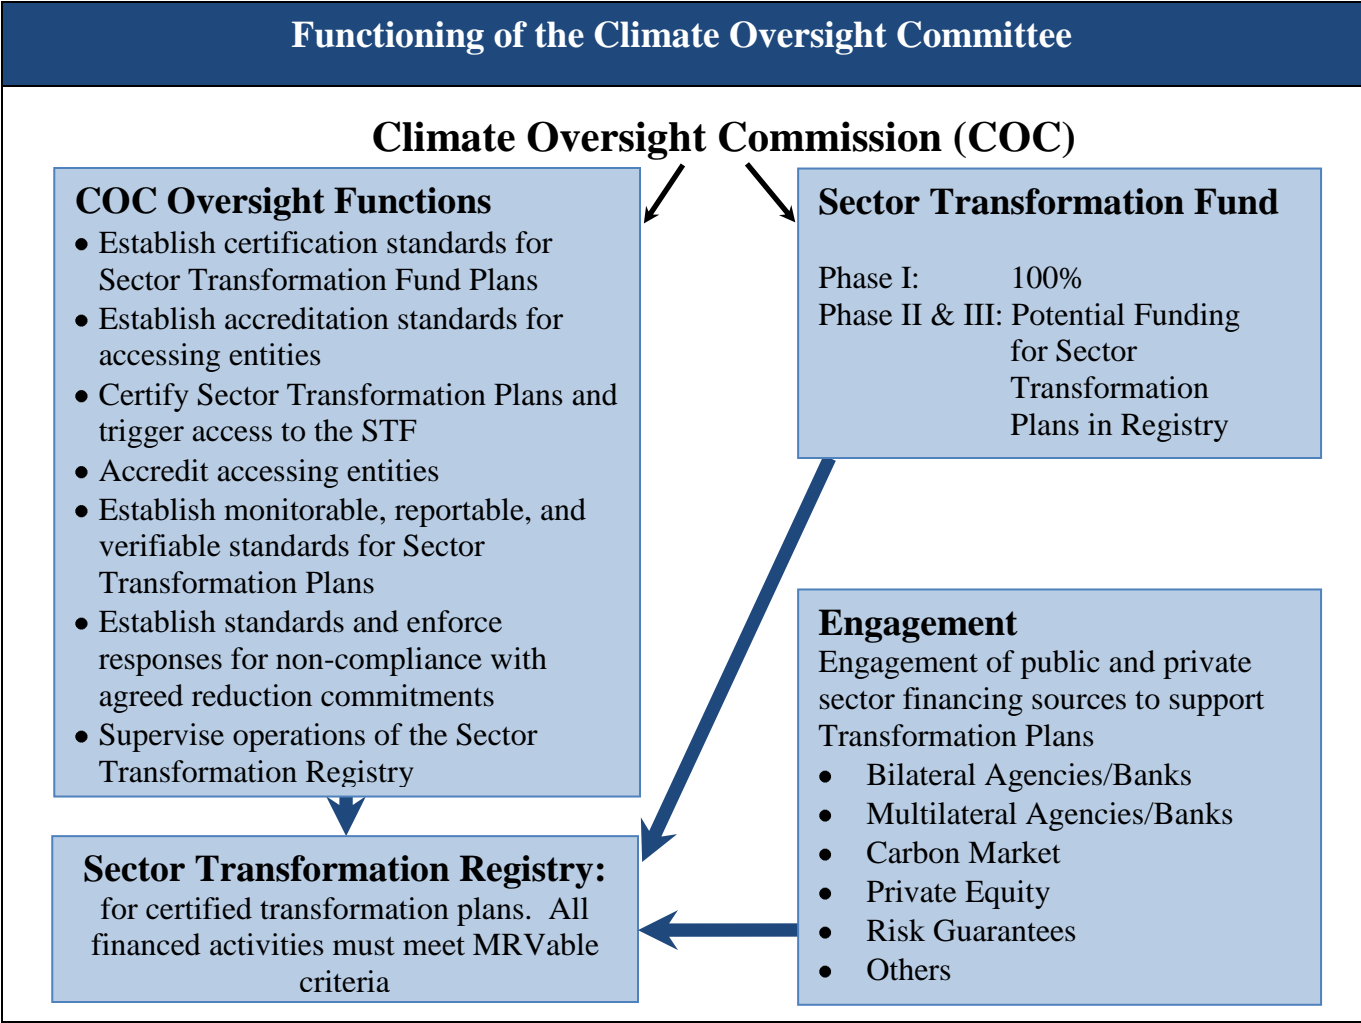 Functioning of the Climate Oversight Committee
Climate Oversight Commission (COC)
COC Oversight Functions
• Establish certification standards for
Sector Transformation Fund Plans
• Establish accreditation standards for
accessing entities
• Certify Sector Transformation Plans and
trigger access to the STF
• Accredit accessing entities
• Establish monitorable, reportable, and
verifiable standards for Sector
Transformation Plans
• Establish standards and enforce
responses for non-compliance with
agreed reduction commitments
• Supervise operations of the Sector
Transformation Registry
Sector Transformation Fund
Phase I: 100%
Phase II & III: Potential Funding
for Sector
Transformation
Plans in Registry
Engagement
Engagement of public and private
sector financing sources to support
Transformation Plans
• Bilateral Agencies/Banks
• Multilateral Agencies/Banks
• Carbon Market
• Private Equity
• Risk Guarantees
• Others
Sector Transformation Registry:
for certified transformation plans. All
financed activities must meet MRVable
criteria